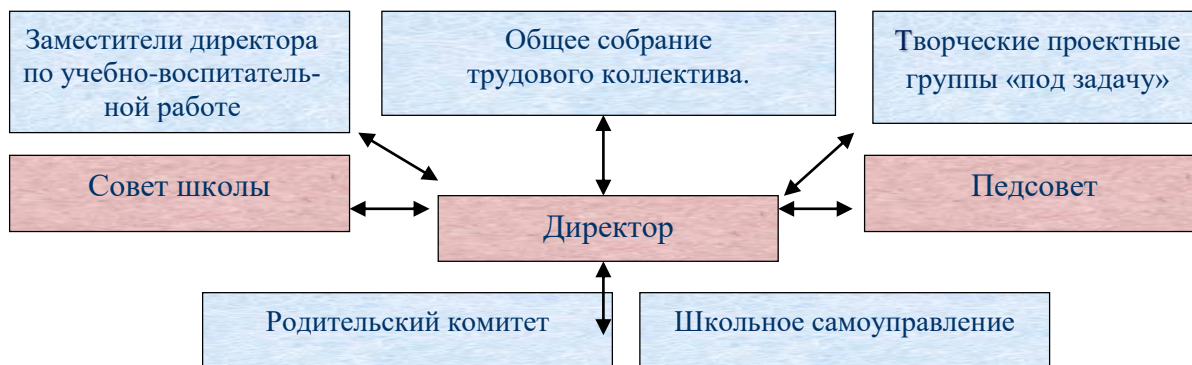 Заместители директора
по учебно-воспитатель-
ной работе
Общее собрание
трудового коллектива.
Творческие проектные
группы «под задачу»
Совет школы
Директор
Педсовет
Родительский комитет
Школьное самоуправление